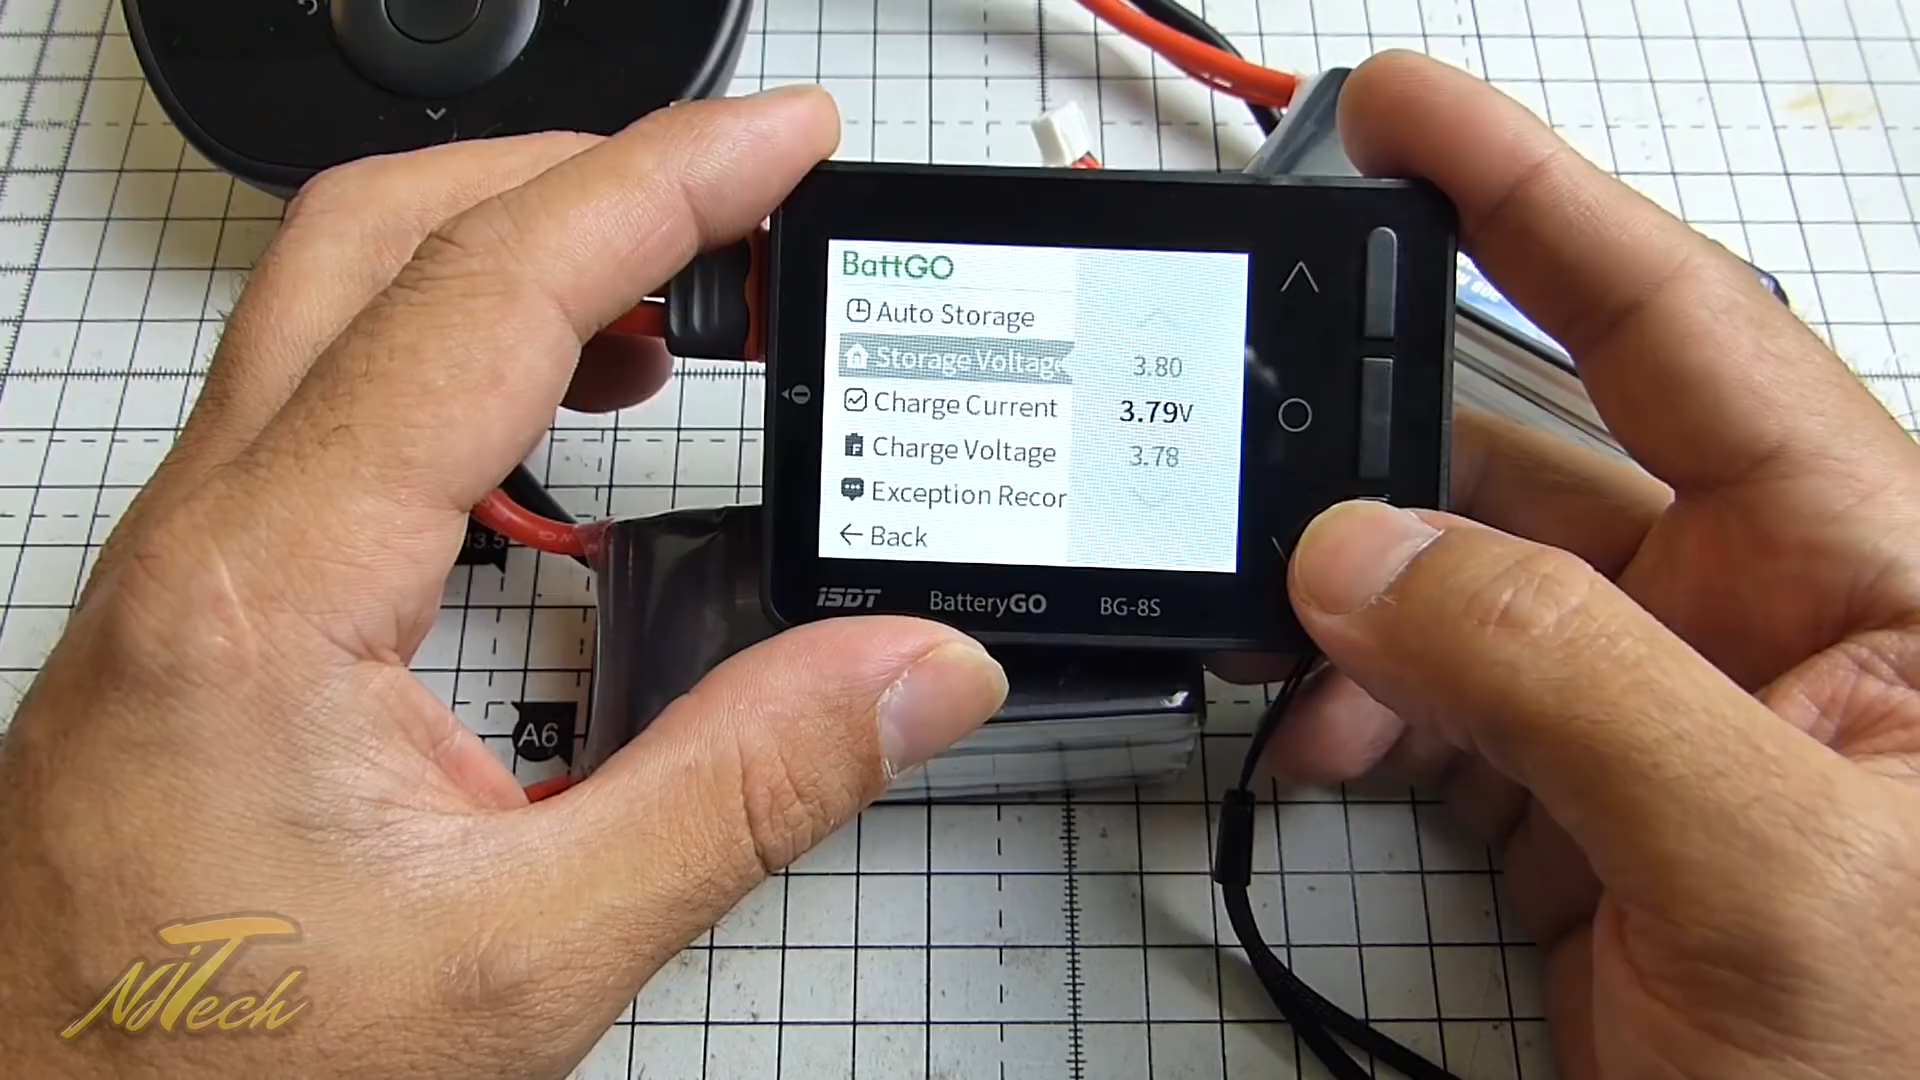 BattGO
Auto Storage
Storage Voltage
Charge Current
Charge Voltage
Exception Recor
Back
3.80
3.79V
3.78
ISDT
BatteryGO
BG-8S
A6
NJTech